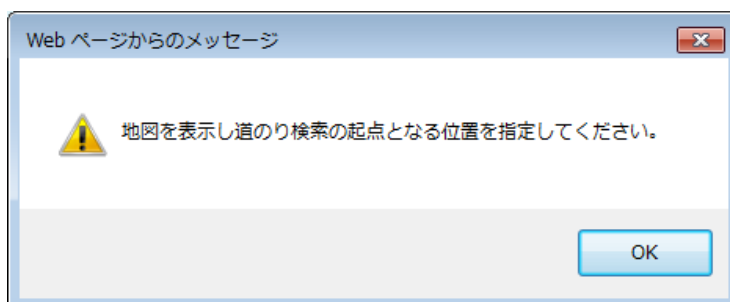 Web ページからのメッセージ
地図を表示し道のり検索の起点となる位置を指定してください。
OK